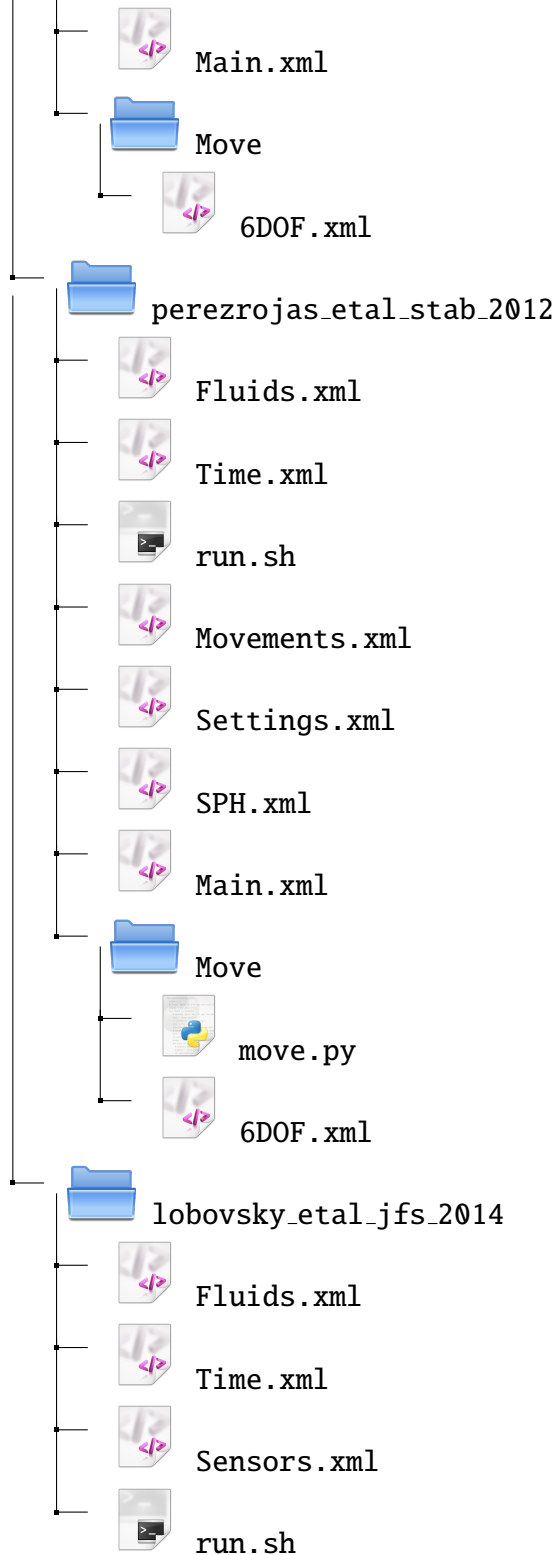 Main.xml
Move
6DOF.xml
perezrojas_etal_stab_2012
Fluids.xml
Time.xml
run.sh
Movements.xml
Settings.xml
SPH.xml
Main.xml
Move
move.py
6DOF.xml
lobovsky_etal_jfs_2014
Fluids.xml
Time.xml
Sensors.xml
run.sh